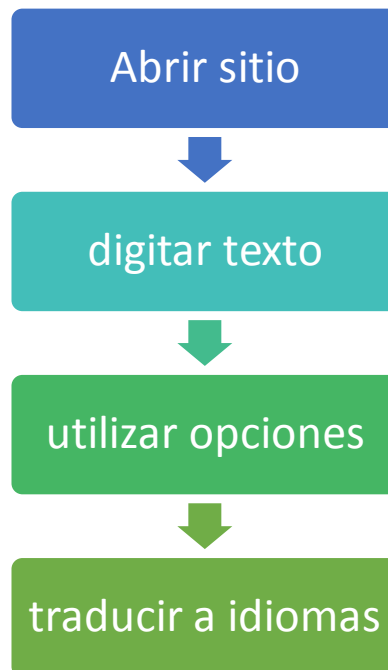 Abrir sitio
digitar texto
utilizar opciones
traducir a idiomas